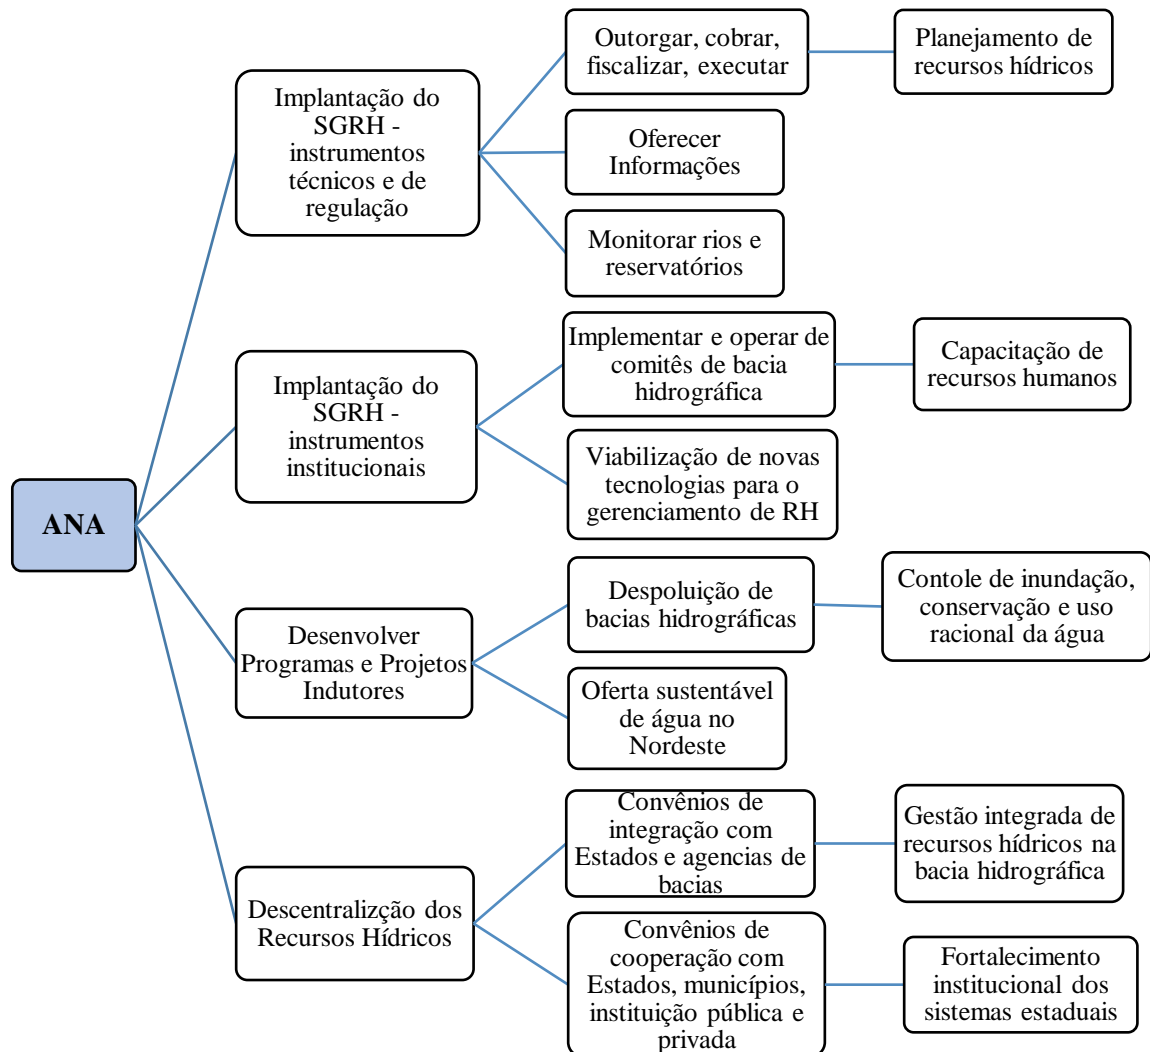 ANA
Implantação do
SGRH -
instrumentos
técnicos e de
regulação
Outorgar, cobrar,
fiscalizar, executar
Planejamento de
recursos hídricos
Oferecer
Informações
Monitorar rios e
reservatórios
Implantação do
SGRH -
instrumentos
institucionais
Implementar e operar de
comitês de bacia
hidrográfica
Capacitação de
recursos humanos
Viabilização de novas
tecnologias para o
gerenciamento de RH
Desenvolver
Programas e Projetos
Indutores
Despoluição de
bacias hidrográficas
Contole de inundação,
conservação e uso
racional da água
Oferta sustentável
de água no
Nordeste
Descentralizção dos
Recursos Hídricos
Convênios de
integração com
Estados e agencias de
bacias
Gestão integrada de
recursos hídricos na
bacia hidrográfica
Convênios de
cooperação com
Estados, municípios,
instituição pública e
privada
Fortalecimento
institucional dos
sistemas estaduais